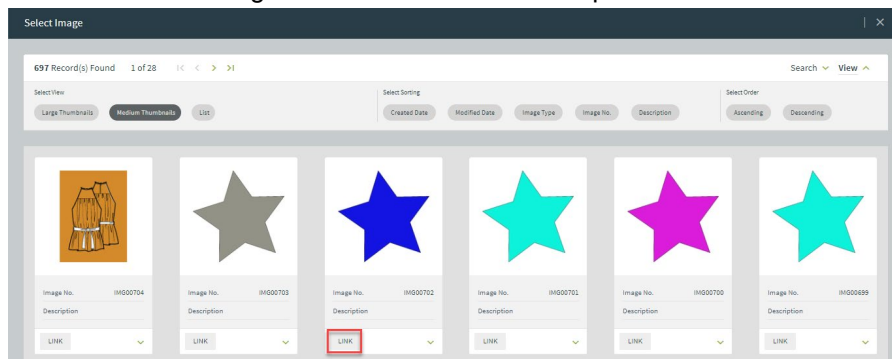 Select Image
697 Record(s) Found 1 of 28 Search View
Select View Select Sorting Select Order
Large Thumbnails Medium Thumbnails List Created Date Modified Date Image Type Image No. Description Ascending Descending
Image No. IMG00704 Image No. IMG00703 Image No. IMG00702 Image No. IMG00701 Image No. IMG00700 Image No. IMG00699
Description Description Description Description Description Description
LINK LINK LINK LINK LINK LINK